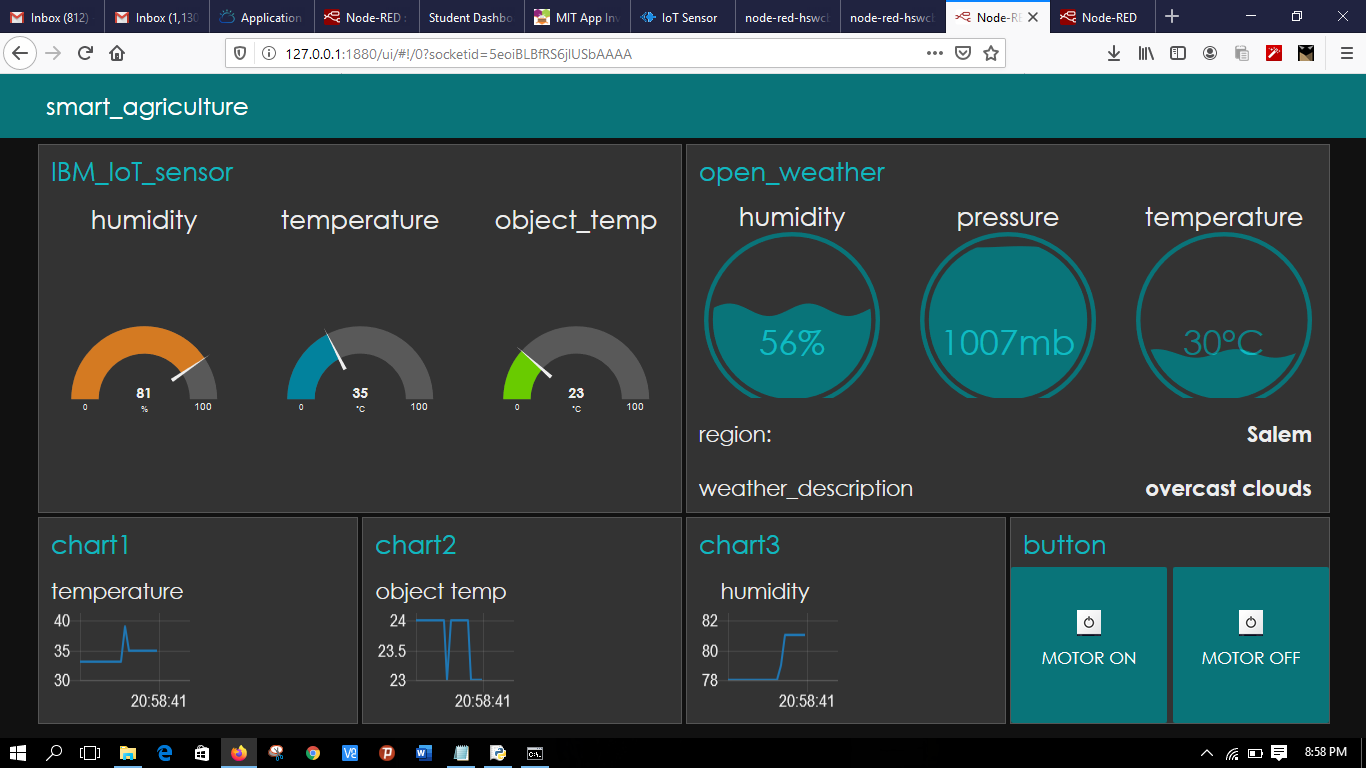 Inbox (812)
Inbox (1,130
Application
Node-RED :
Student Dashbo
MIT App Inv
IoT Sensor
node-red-hswcb
node-red-hswcb
Node-RE
Node-RED
127.0.0.1:1880/ui/#!/0?socketid=5eoiBLBfRS6jIUSbAAAA
smart_agriculture
IBM_IoT_sensor
humidity temperature object_temp
81 35 23
0 % 100 0 °C 100 0 °C 100
open_weather
humidity pressure temperature
56% 1007mb 30°C
region: Salem
weather_description overcast clouds
chart1
temperature
40
35
30
20:58:41
chart2
object temp
24
23.5
23
20:58:41
chart3
humidity
82
80
78
20:58:41
button
MOTOR ON MOTOR OFF
8:58 PM